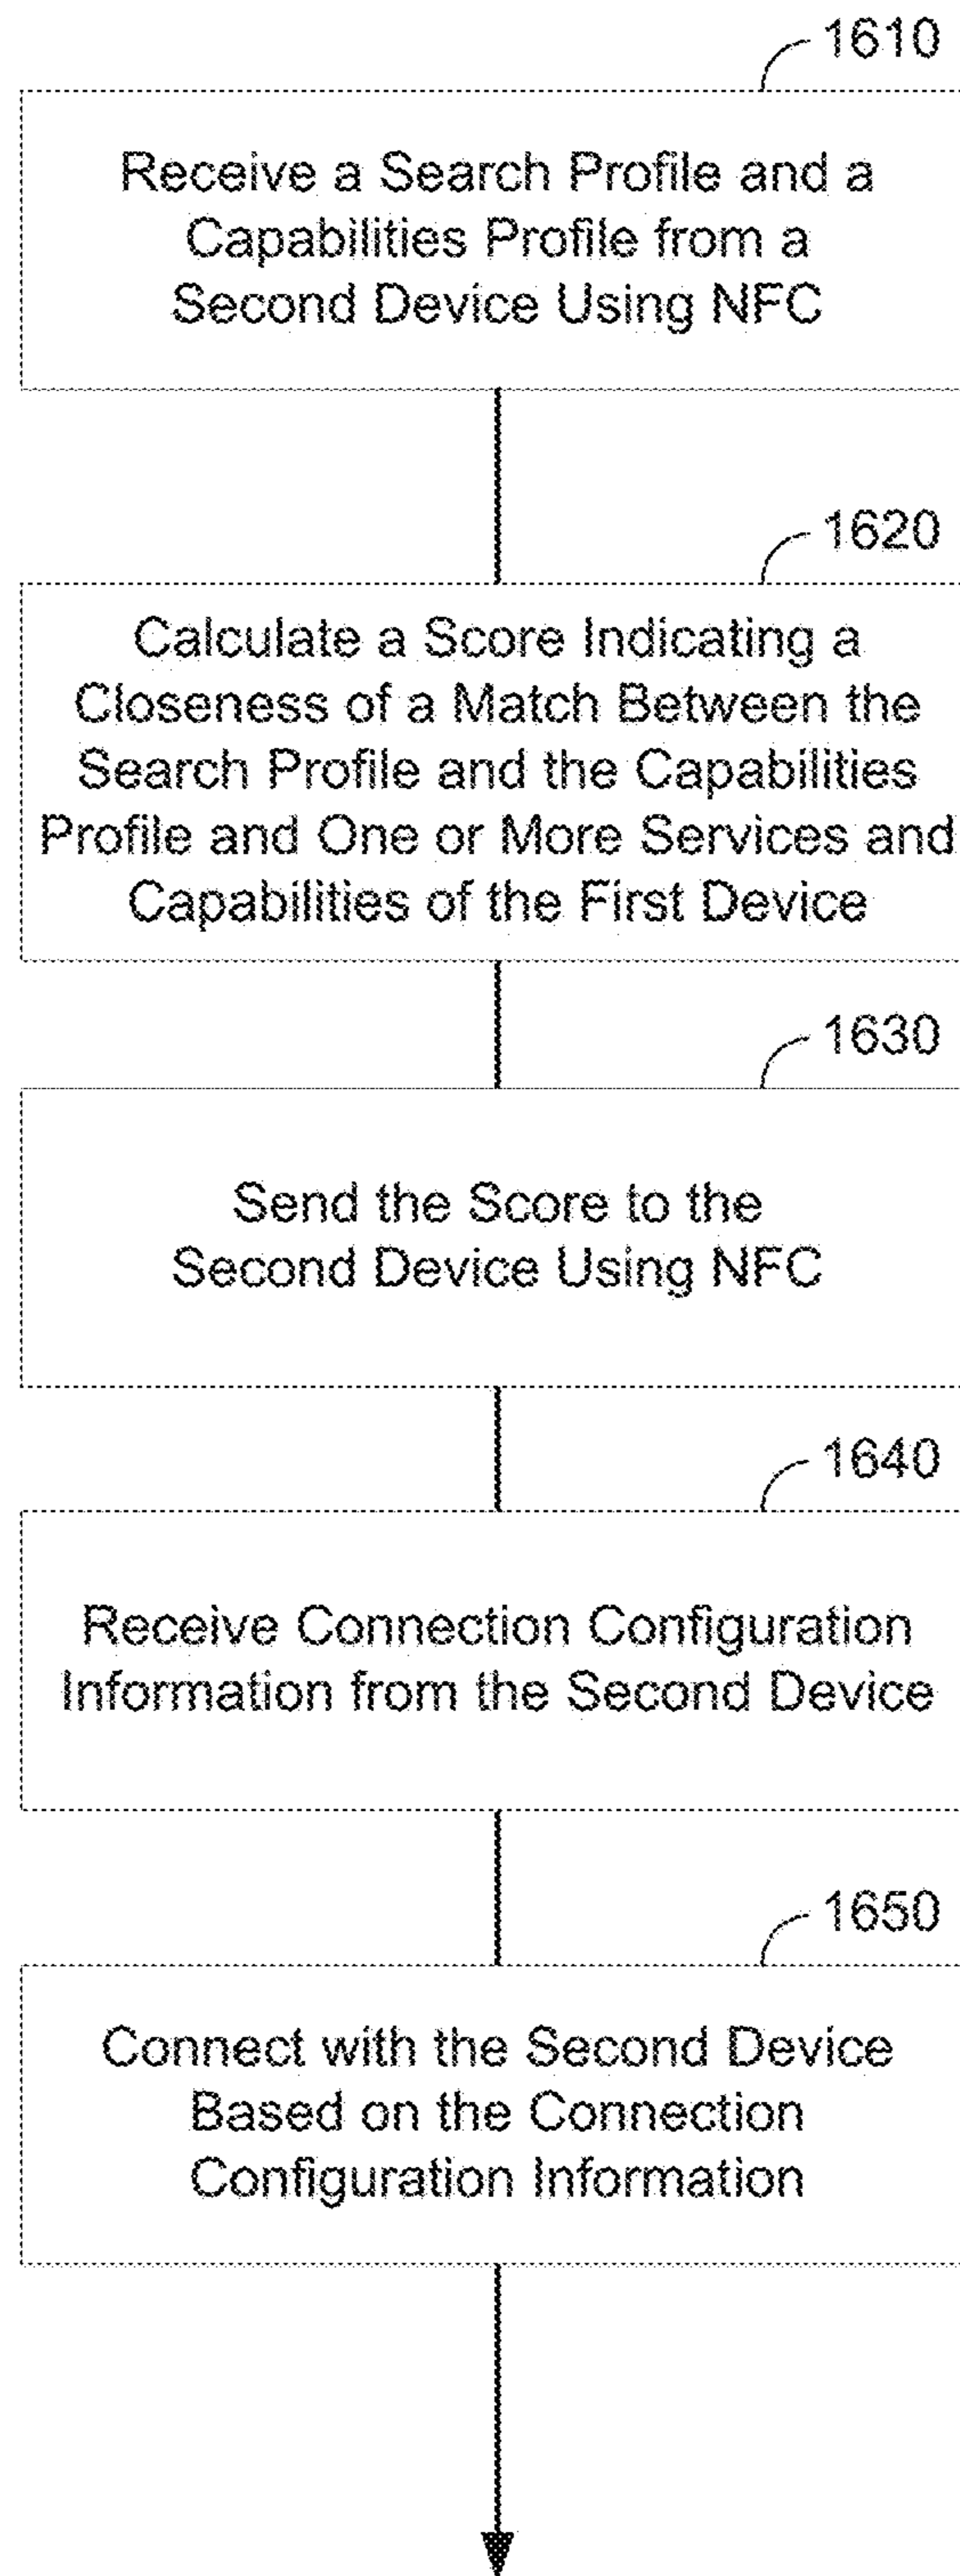 1610
Receive a Search Profile and a
Capabilities Profile from a
Second Device Using NFC
1620
Calculate a Score Indicating a
Closeness of a Match Between the
Search Profile and the Capabilities
Profile and One or More Services and
Capabilities of the First Device
1630
Send the Score to the
Second Device Using NFC
1640
Receive Connection Configuration
Information from the Second Device
1650
Connect with the Second Device
Based on the Connection
Configuration Information